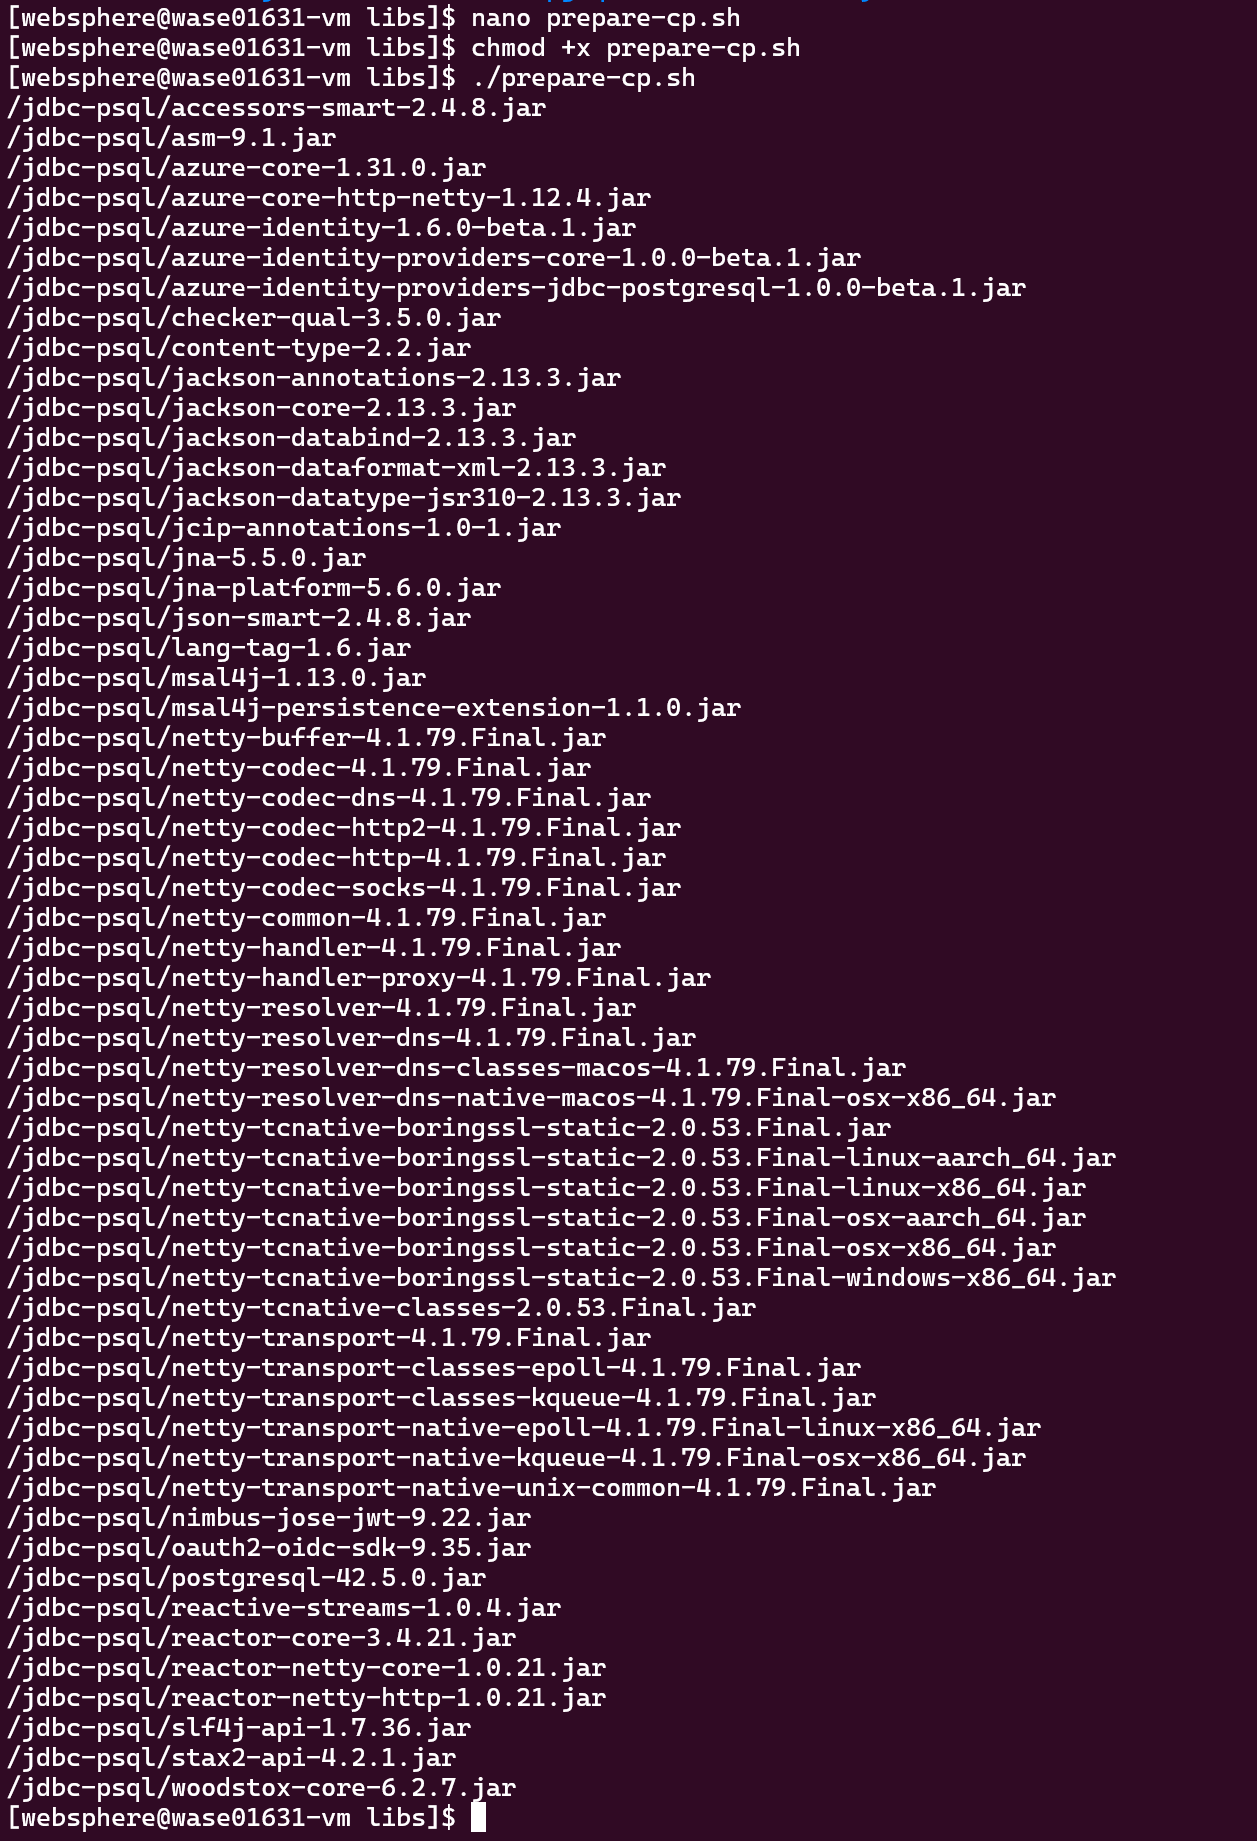 [websphere@wase01631-vm libs]$ nano prepare-cp.sh
[websphere@wase01631-vm libs]$ chmod +x prepare-cp.sh
[websphere@wase01631-vm libs]$ ./prepare-cp.sh
/jdbc-psql/accessors-smart-2.4.8.jar
/jdbc-psql/asm-9.1.jar
/jdbc-psql/azure-core-1.31.0.jar
/jdbc-psql/azure-core-http-netty-1.12.4.jar
/jdbc-psql/azure-identity-1.6.0-beta.1.jar
/jdbc-psql/azure-identity-providers-core-1.0.0-beta.1.jar
/jdbc-psql/azure-identity-providers-jdbc-postgresql-1.0.0-beta.1.jar
/jdbc-psql/checker-qual-3.5.0.jar
/jdbc-psql/content-type-2.2.jar
/jdbc-psql/jackson-annotations-2.13.3.jar
/jdbc-psql/jackson-core-2.13.3.jar
/jdbc-psql/jackson-databind-2.13.3.jar
/jdbc-psql/jackson-dataformat-xml-2.13.3.jar
/jdbc-psql/jackson-datatype-jsr310-2.13.3.jar
/jdbc-psql/jcip-annotations-1.0-1.jar
/jdbc-psql/jna-5.5.0.jar
/jdbc-psql/jna-platform-5.6.0.jar
/jdbc-psql/json-smart-2.4.8.jar
/jdbc-psql/lang-tag-1.6.jar
/jdbc-psql/msal4j-1.13.0.jar
/jdbc-psql/msal4j-persistence-extension-1.1.0.jar
/jdbc-psql/netty-buffer-4.1.79.Final.jar
/jdbc-psql/netty-codec-4.1.79.Final.jar
/jdbc-psql/netty-codec-dns-4.1.79.Final.jar
/jdbc-psql/netty-codec-http2-4.1.79.Final.jar
/jdbc-psql/netty-codec-http-4.1.79.Final.jar
/jdbc-psql/netty-codec-socks-4.1.79.Final.jar
/jdbc-psql/netty-common-4.1.79.Final.jar
/jdbc-psql/netty-handler-4.1.79.Final.jar
/jdbc-psql/netty-handler-proxy-4.1.79.Final.jar
/jdbc-psql/netty-resolver-4.1.79.Final.jar
/jdbc-psql/netty-resolver-dns-4.1.79.Final.jar
/jdbc-psql/netty-resolver-dns-classes-macos-4.1.79.Final.jar
/jdbc-psql/netty-resolver-dns-native-macos-4.1.79.Final-osx-x86_64.jar
/jdbc-psql/netty-tcnative-boringssl-static-2.0.53.Final.jar
/jdbc-psql/netty-tcnative-boringssl-static-2.0.53.Final-linux-aarch_64.jar
/jdbc-psql/netty-tcnative-boringssl-static-2.0.53.Final-linux-x86_64.jar
/jdbc-psql/netty-tcnative-boringssl-static-2.0.53.Final-osx-aarch_64.jar
/jdbc-psql/netty-tcnative-boringssl-static-2.0.53.Final-osx-x86_64.jar
/jdbc-psql/netty-tcnative-boringssl-static-2.0.53.Final-windows-x86_64.jar
/jdbc-psql/netty-tcnative-classes-2.0.53.Final.jar
/jdbc-psql/netty-transport-4.1.79.Final.jar
/jdbc-psql/netty-transport-classes-epoll-4.1.79.Final.jar
/jdbc-psql/netty-transport-classes-kqueue-4.1.79.Final.jar
/jdbc-psql/netty-transport-native-epoll-4.1.79.Final-linux-x86_64.jar
/jdbc-psql/netty-transport-native-kqueue-4.1.79.Final-osx-x86_64.jar
/jdbc-psql/netty-transport-native-unix-common-4.1.79.Final.jar
/jdbc-psql/nimbus-jose-jwt-9.22.jar
/jdbc-psql/oauth2-oidc-sdk-9.35.jar
/jdbc-psql/postgresql-42.5.0.jar
/jdbc-psql/reactive-streams-1.0.4.jar
/jdbc-psql/reactor-core-3.4.21.jar
/jdbc-psql/reactor-netty-core-1.0.21.jar
/jdbc-psql/reactor-netty-http-1.0.21.jar
/jdbc-psql/slf4j-api-1.7.36.jar
/jdbc-psql/stax2-api-4.2.1.jar
/jdbc-psql/woodstox-core-6.2.7.jar
[websphere@wase01631-vm libs]$